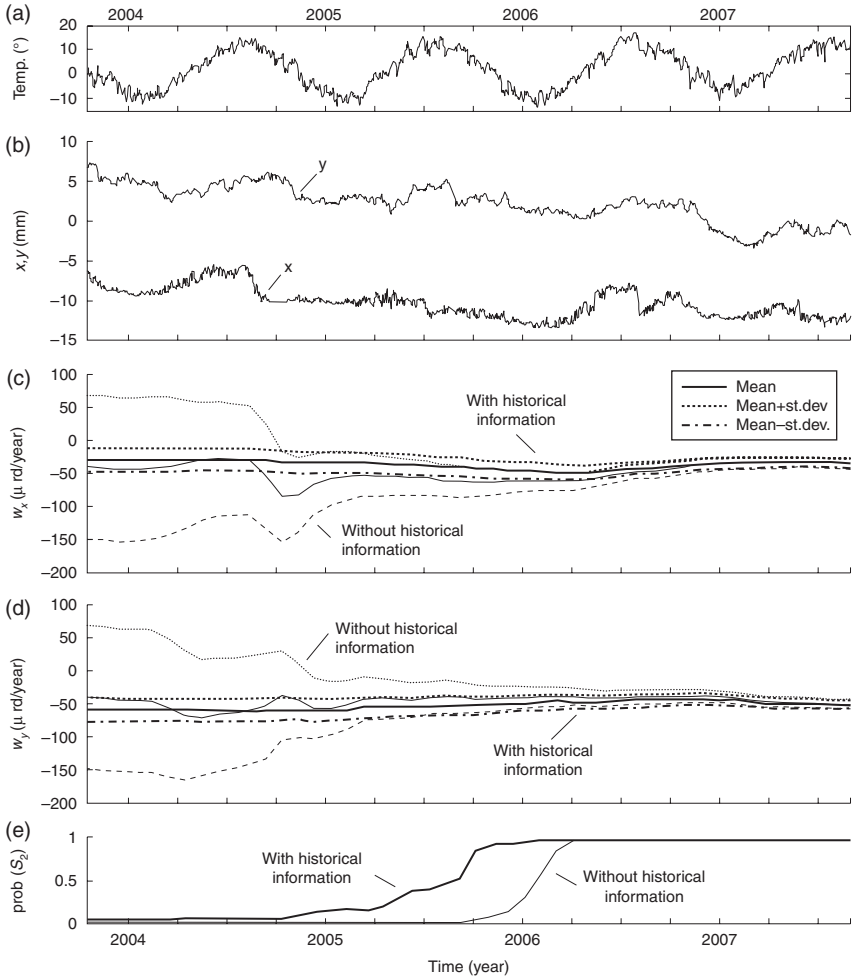 (a)
2004 2005 2006 2007
Temp. (°)
20
10
0
−10
(b)
x,y (mm)
10
5
0
−5
−10
−15
y
x
(c)
w_x (μ rd/year)
100
50
0
−50
−100
−150
−200
With historical
information
Without historical
information
Mean
Mean+st.dev
Mean−st.dev.
(d)
w_y (μ rd/year)
100
50
0
−50
−100
−150
−200
Without historical
information
With historical
information
(e)
prob (S_2)
1
0.5
0
With historical
information
Without historical
information
2004 2005 2006 2007
Time (year)